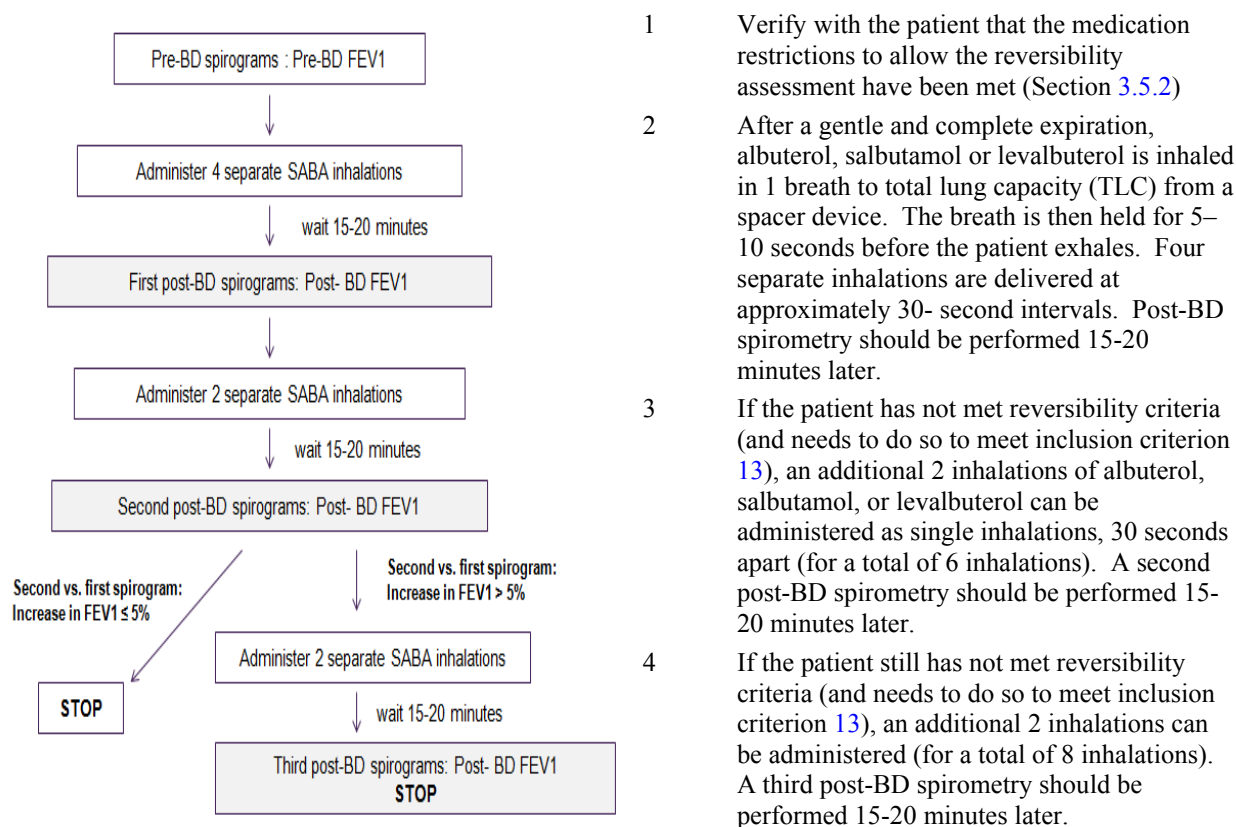 Pre-BD spirograms : Pre-BD FEV1
Administer 4 separate SABA inhalations
wait 15-20 minutes
First post-BD spirograms: Post- BD FEV1
Administer 2 separate SABA inhalations
wait 15-20 minutes
Second post-BD spirograms: Post- BD FEV1
Second vs. first spirogram:
Increase in FEV1 ≤ 5%
Second vs. first spirogram:
Increase in FEV1 > 5%
STOP
Administer 2 separate SABA inhalations
wait 15-20 minutes
Third post-BD spirograms: Post- BD FEV1
STOP
1 Verify with the patient that the medication
restrictions to allow the reversibility
assessment have been met (Section 3.5.2)
2 After a gentle and complete expiration,
albuterol, salbutamol or levalbuterol is inhaled
in 1 breath to total lung capacity (TLC) from a
spacer device. The breath is then held for 5–
10 seconds before the patient exhales. Four
separate inhalations are delivered at
approximately 30- second intervals. Post-BD
spirometry should be performed 15-20
minutes later.
3 If the patient has not met reversibility criteria
(and needs to do so to meet inclusion criterion
13), an additional 2 inhalations of albuterol,
salbutamol, or levalbuterol can be
administered as single inhalations, 30 seconds
apart (for a total of 6 inhalations). A second
post-BD spirometry should be performed 15-
20 minutes later.
4 If the patient still has not met reversibility
criteria (and needs to do so to meet inclusion
criterion 13), an additional 2 inhalations can
be administered (for a total of 8 inhalations).
A third post-BD spirometry should be
performed 15-20 minutes later.